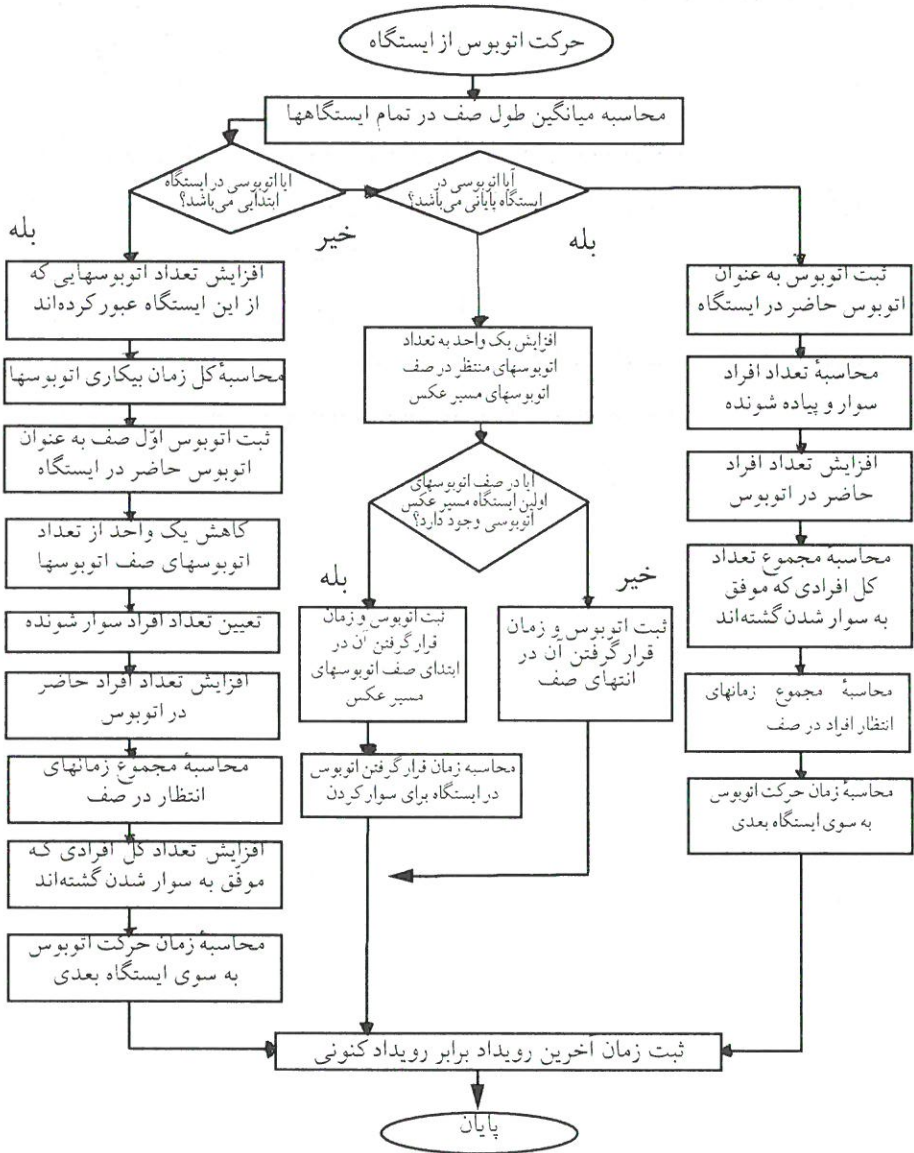 حرکت اتوبوس از ایستگاه
محاسبه میانگین طول صف در تمام ایستگاهها
ایا اتوبوسی در ایستگاه
ابتدایی می‌باشد؟
بله
خیر
افزایش تعداد اتوبوسهایی که
از این ایستگاه عبور کرده‌اند
محاسبهٔ کل زمان بیکاری اتوبوسها
ثبت اتوبوس اوّل صف به عنوان
اتوبوس حاضر در ایستگاه
کاهش یک واحد از تعداد
اتوبوسهای صف اتوبوسها
تعیین تعداد افراد سوار شونده
افزایش تعداد افراد حاضر
در اتوبوس
محاسبهٔ مجموع زمانهای
انتظار در صف
افزایش تعداد کل افرادی که
موفّق به سوار شدن گشته‌اند
محاسبهٔ زمان حرکت اتوبوس
به سوی ایستگاه بعدی
آیا اتوبوسی در
ایستگاه پایانی می‌باشد؟
بله
افزایش یک واحد به تعداد
اتوبوسهای منتظر در صف
اتوبوسهای مسیر عکس
ایا در صف اتوبوسهای
اولین ایستگاه مسیر عکس
اتوبوسی وجود دارد؟
بله
خیر
ثبت اتوبوس و زمان
قرار گرفتن آن در
ابتدای صف اتوبوسهای
مسیر عکس
محاسبه زمان قرار گرفتن اتوبوس
در ایستگاه برای سوار کردن
ثبت اتوبوس و زمان
قرار گرفتن آن در
انتهای صف
ثبت اتوبوس به عنوان
اتوبوس حاضر در ایستگاه
محاسبهٔ تعداد افراد
سوار و پیاده شونده
افزایش تعداد افراد
حاضر در اتوبوس
محاسبهٔ مجموع تعداد
کل افرادی که موفق
به سوار شدن گشته‌اند
محاسبهٔ مجموع زمانهای
انتظار افراد در صف
محاسبهٔ زمان حرکت اتوبوس
به سوی ایستگاه بعدی
ثبت زمان آخرین رویداد برابر رویداد کنونی
پایان